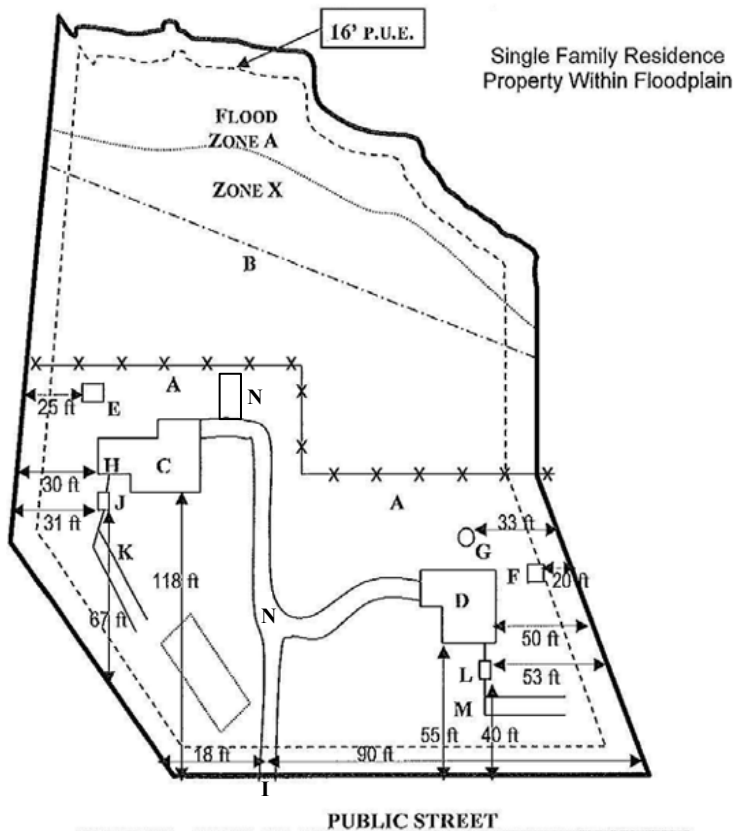 16' P.U.E.
Single Family Residence
Property Within Floodplain
FLOOD
ZONE A
ZONE X
B
A
N
25 ft
E
H
C
30 ft
J
31 ft
A
33 ft
G
K
118 ft
F
20 ft
D
67 ft
N
50 ft
L
53 ft
M
55 ft
40 ft
18 ft
90 ft
I
PUBLIC STREET